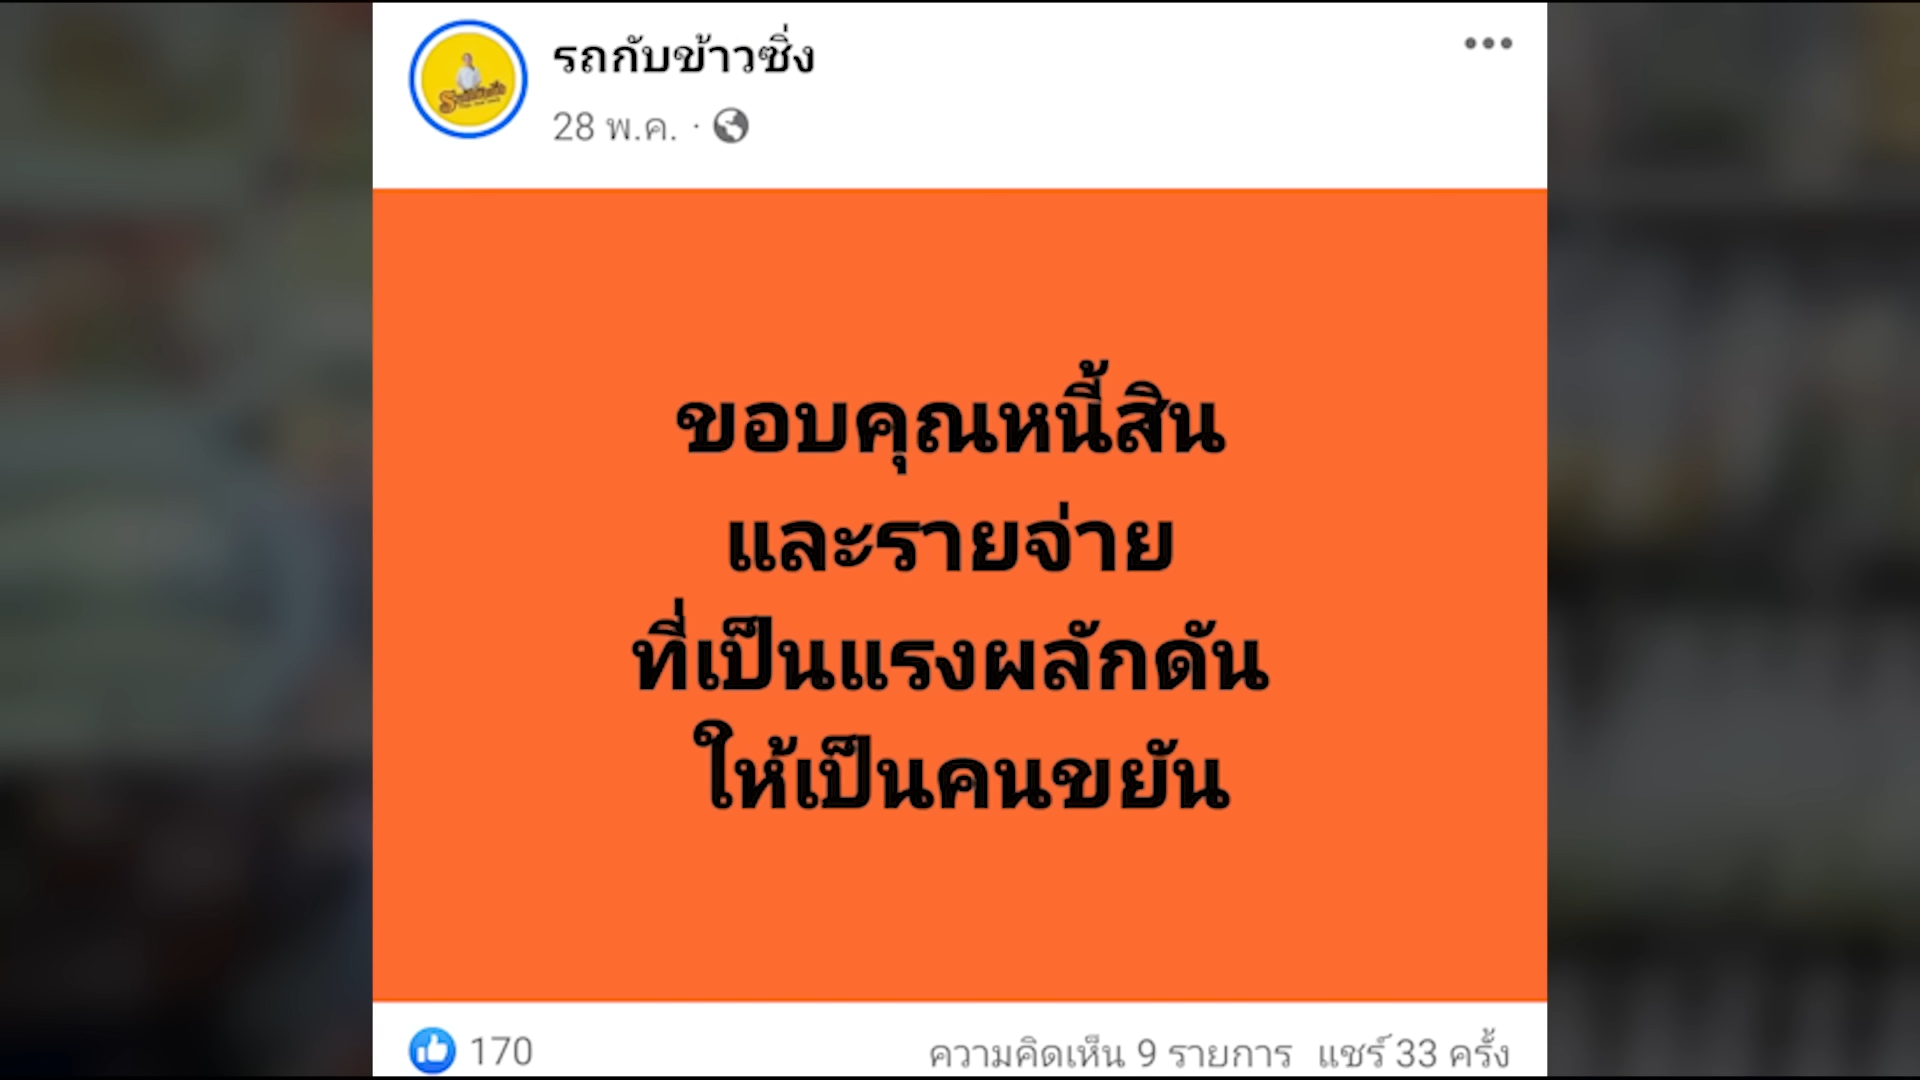 รถกับข้าวซิ่ง
28 พ.ค. ·
ขอบคุณหนี้สิน
และรายจ่าย
ที่เป็นแรงผลักดัน
ให้เป็นคนขยัน
170
ความคิดเห็น 9 รายการ แชร์ 33 ครั้ง